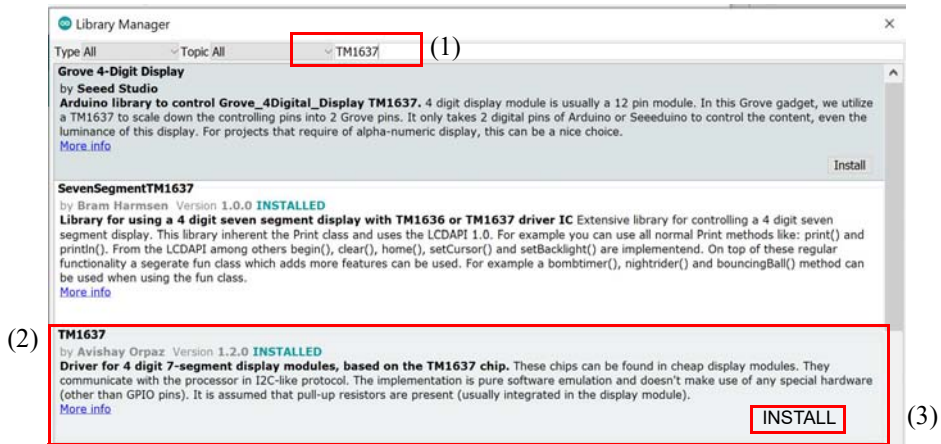 Library Manager
Type All Topic All TM1637 (1)
Grove 4-Digit Display
by Seeed Studio
Arduino library to control Grove_4Digital_Display TM1637. 4 digit display module is usually a 12 pin module. In this Grove gadget, we utilize
a TM1637 to scale down the controlling pins into 2 Grove pins. It only takes 2 digital pins of Arduino or Seeeduino to control the content, even the
luminance of this display. For projects that require of alpha-numeric display, this can be a nice choice.
More info
Install
SevenSegmentTM1637
by Bram Harmsen Version 1.0.0 INSTALLED
Library for using a 4 digit seven segment display with TM1636 or TM1637 driver IC Extensive library for controlling a 4 digit seven
segment display. This library inherent the Print class and uses the LCDAPI 1.0. For example you can use all normal Print methods like: print() and
println(). From the LCDAPI among others begin(), clear(), home(), setCursor() and setBacklight() are implementend. On top of these regular
functionality a segerate fun class which adds more features can be used. For example a bombtimer(), nightrider() and bouncingBall() method can
be used when using the fun class.
More info
(2)
TM1637
by Avishay Orpaz Version 1.2.0 INSTALLED
Driver for 4 digit 7-segment display modules, based on the TM1637 chip. These chips can be found in cheap display modules. They
communicate with the processor in I2C-like protocol. The implementation is pure software emulation and doesn't make use of any special hardware
(other than GPIO pins). It is assumed that pull-up resistors are present (usually integrated in the display module).
More info
INSTALL (3)